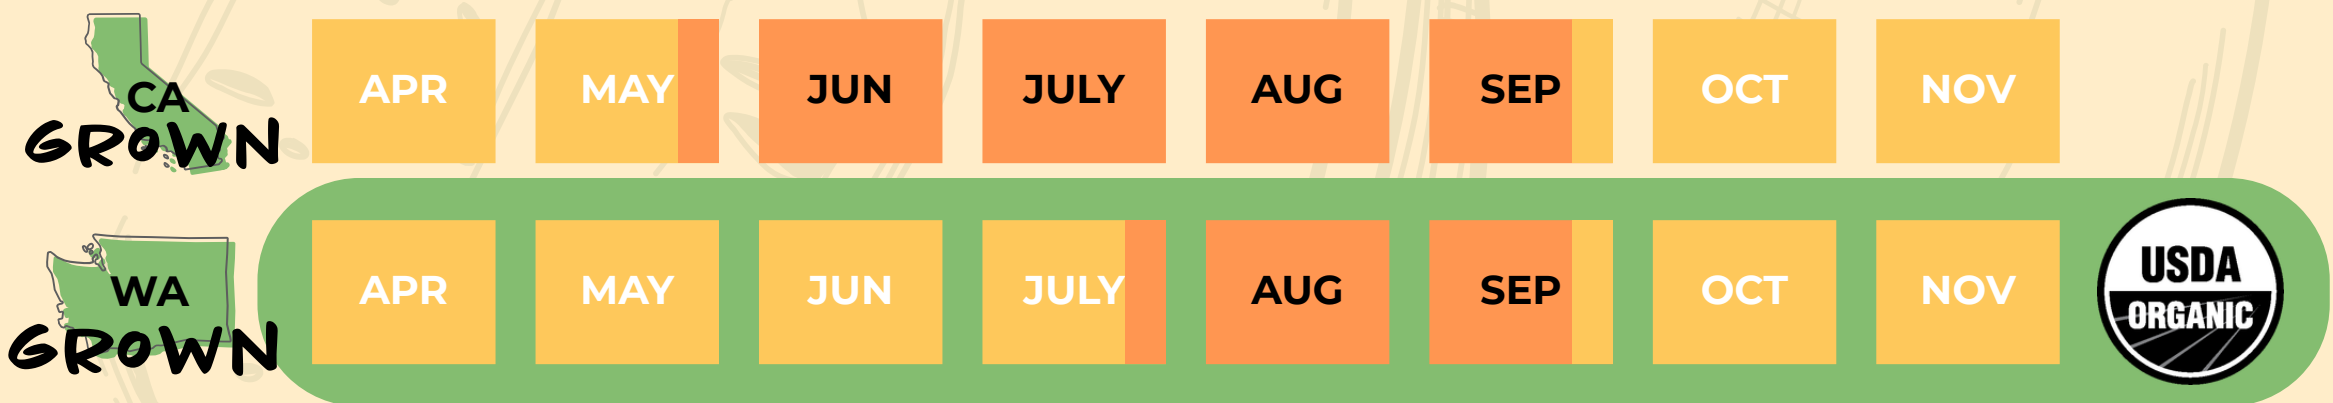 CA
GROWN
APR MAY JUN JULY AUG SEP OCT NOV
WA
GROWN
APR MAY JUN JULY AUG SEP OCT NOV
USDA
ORGANIC